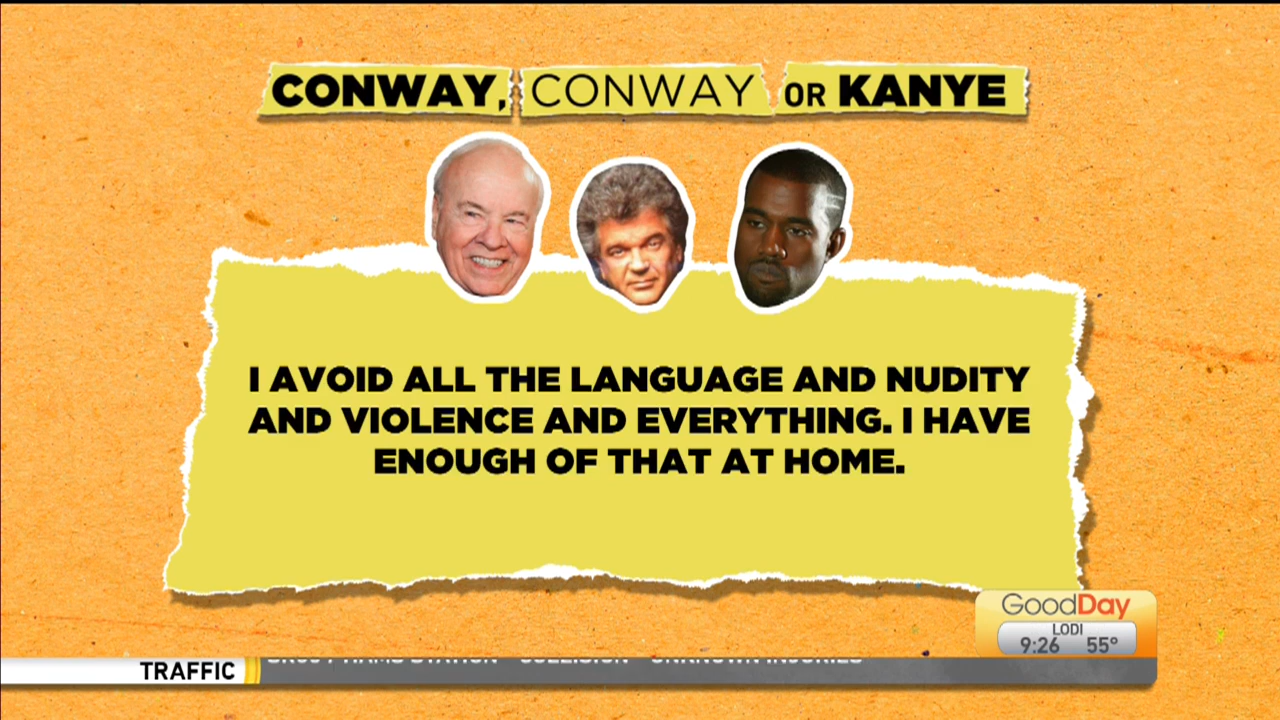 CONWAY, CONWAY OR KANYE
I AVOID ALL THE LANGUAGE AND NUDITY
AND VIOLENCE AND EVERYTHING. I HAVE
ENOUGH OF THAT AT HOME.
GoodDay
LODI
9:26 55°
TRAFFIC